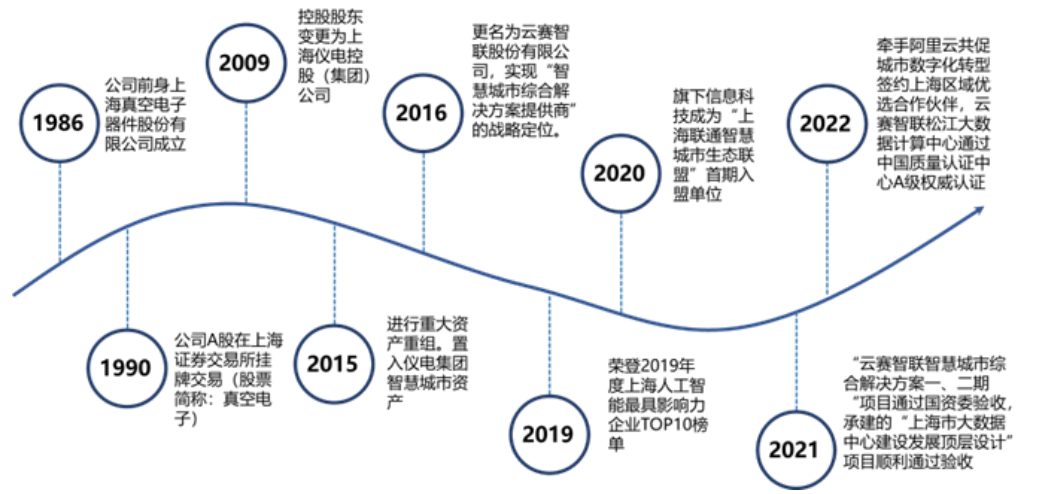 1986
公司前身上
海真空电子
器件股份有
限公司成立
2009
控股股东
变更为上
海仪电控
股（集团）
公司
2016
更名为云赛智
联股份有限公
司，实现“智
慧城市综合解
决方案提供商”
的战略定位。
2020
旗下信息科
技成为“上
海联通智慧
城市生态联
盟”首期入
盟单位
2022
牵手阿里云共促
城市数字化转型
签约上海区域优
选合作伙伴，云
赛智联松江大数
据计算中心通过
中国质量认证中
心A级权威认证
1990
公司A股在上海
证券交易所挂
牌交易（股票
简称：真空电
子）
2015
进行重大资
产重组。置
入仪电集团
智慧城市资
产
2019
荣登2019年
度上海人工智
能最具影响力
企业TOP10榜
单
2021
“云赛智联智慧城市综
合解决方案一、二期
“项目通过国资委验收，
承建的“上海市大数据
中心建设发展顶层设计”
项目顺利通过验收